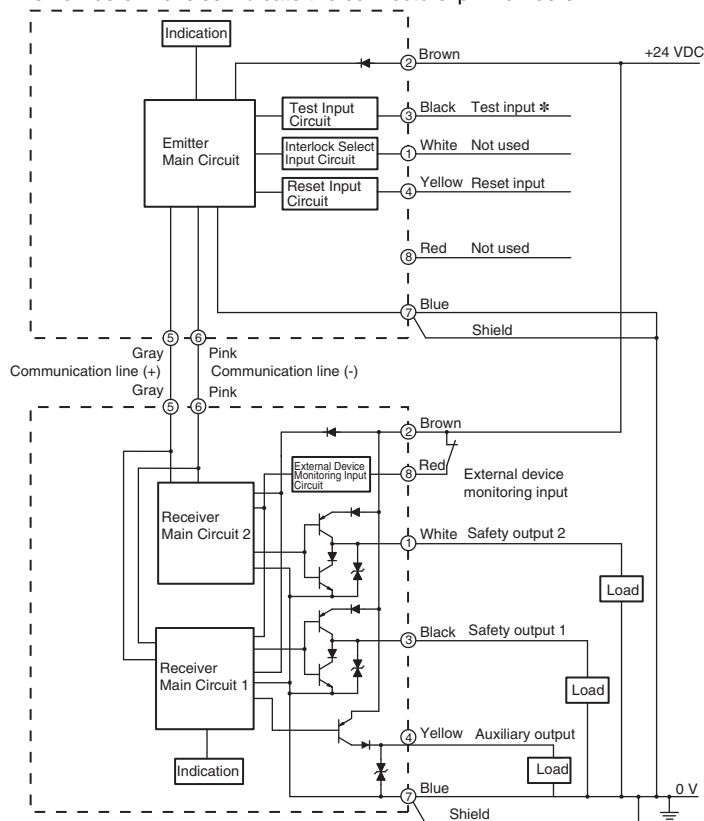 Indication
2 Brown +24 VDC
Test Input
Circuit
3 Black Test input *
Emitter
Main Circuit
Interlock Select
Input Circuit
1 White Not used
Reset Input
Circuit
4 Yellow Reset input
8 Red Not used
7 Blue
Shield
5 6
Gray Pink
Communication line (+) Communication line (-)
Gray Pink
5 6
2 Brown
External Device
Monitoring Input
Circuit
8 Red
External device
monitoring input
Receiver
Main Circuit 2
1 White Safety output 2
Load
3 Black Safety output 1
Receiver
Main Circuit 1
Load
4 Yellow Auxiliary output
Indication
Load
7 Blue 0 V
Shield